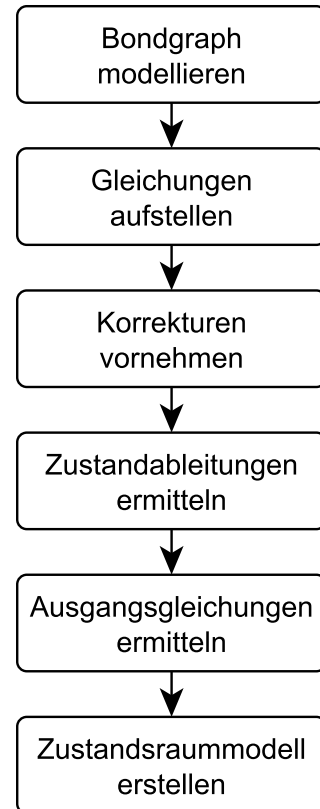 Bondgraph
modellieren
Gleichungen
aufstellen
Korrekturen
vornehmen
Zustandableitungen
ermitteln
Ausgangsgleichungen
ermitteln
Zustandsraummodell
erstellen